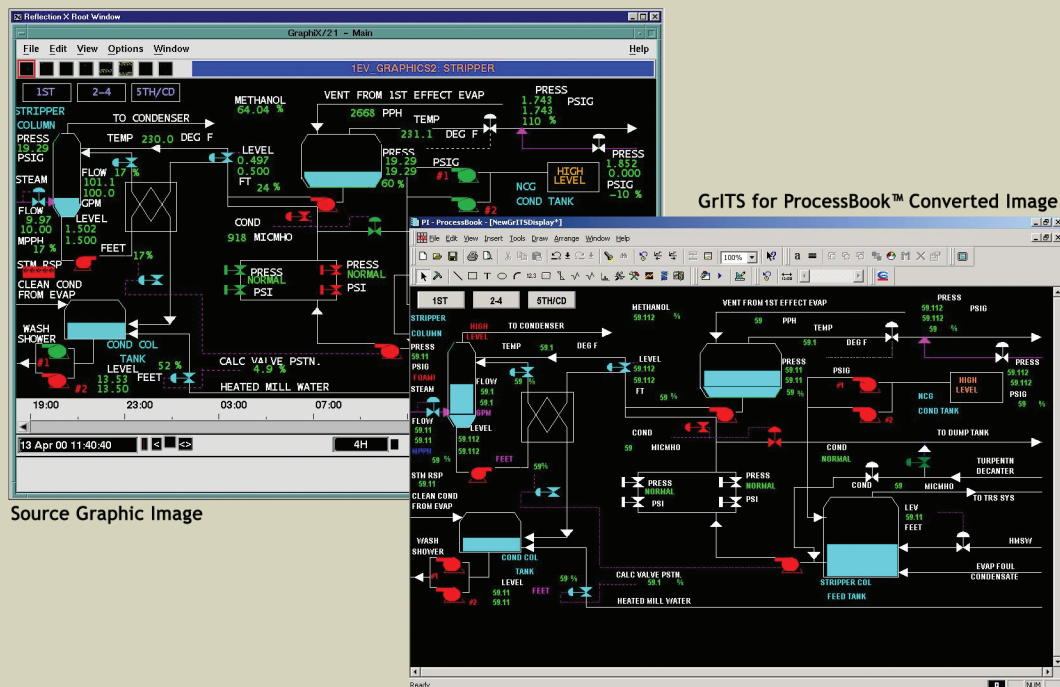 Reflection X Root Window
GraphiX/21 - Main
File Edit View Options Window Help
1EV_GRAPHICS2: STRIPPER
1ST 2-4 5TH/CD
METHANOL
64.04 %
VENT FROM 1ST EFFECT EVAP
2668 PPH
PRESS
1.743 PSIG
1.743
110 %
STRIPPER
COLUMN
TO CONDENSER
TEMP
231.1 DEG F
PRESS
19.29
PSIG
TEMP 230.0 DEG F
LEVEL
0.497
0.500
FT 24 %
PRESS
19.29
19.29
60 %
PSIG
#1
HIGH
LEVEL
PRESS
1.852
0.000
PSIG
-10 %
STEAM
FLOW 17 %
101.1
100.0
GPM
NCG
COND TANK
#2
FLOW
9.97
10.00
MPPH
17 %
LEVEL
1.502
1.500
FEET
17%
COND
918 MICMHO
STM RSP
PRESS
NORMAL
PSI
PRESS
NORMAL
PSI
CLEAN COND
FROM EVAP
WASH
SHOWER
#1
#2
COND COL
TANK
LEVEL
13.53
13.50
FEET
52 %
CALC VALVE PSTN.
4.9 %
HEATED MILL WATER
19:00 23:00 03:00 07:00
13 Apr 00 11:40:40 < <> 4H
Source Graphic Image
GrITS for ProcessBook™ Converted Image
PI - ProcessBook - [NewGrITSDisplay*]
File Edit View Insert Tools Draw Arrange Window Help
100%
1ST 2-4 5TH/CD
METHANOL
59.112 %
VENT FROM 1ST EFFECT EVAP
59 PPH
PRESS
PSIG
59.112
59.112
59 %
STRIPPER
COLUMN
HIGH
LEVEL
TO CONDENSER
TEMP
59.1 DEG F
PRESS
59.11
PSIG
FOAM!
STEAM
TEMP 59.1 DEG F
LEVEL
59.112
59.112
FT 59 %
PRESS
59.112
59.112
59 %
PSIG
#1
#2
HIGH
LEVEL
NCG
COND TANK
PRESS
59.112
59.112
PSIG
59 %
FLOW 59 %
59.1
59.1
GPM
FLOW
59.11
59.11
MPPH
59 %
LEVEL
59.112
59.112
FEET
59%
COND
59 MICMHO
TO DUMP TANK
COND
NORMAL
TURPENTN
DECANTER
STM RSP
59.11
PRESS
NORMAL
PSI
PRESS
NORMAL
PSI
COND 59 MICMHO
TO TRS SYS
CLEAN COND
FROM EVAP
LEV
59.11
FEET
WASH
SHOWER
#1
#2
COND COL
TANK
HMSW
EVAP FOUL
CONDENSATE
LEVEL
59.11
59.11
FEET
59 %
CALC VALVE PSTN.
59.1 %
STRIPPER COL
FEED TANK
HEATED MILL WATER
Ready
NUM